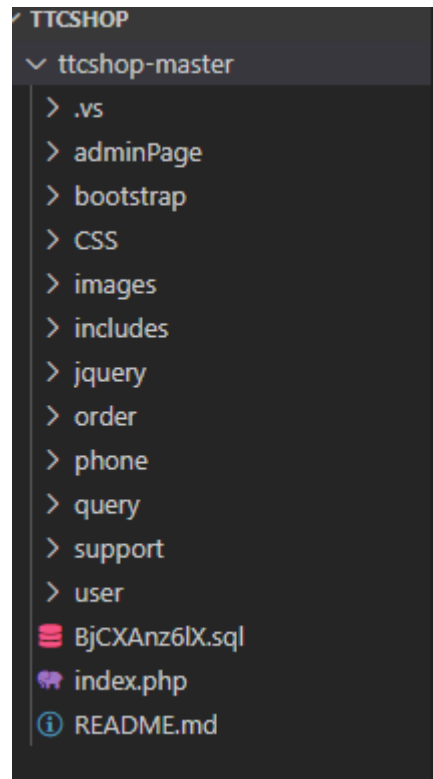 TTCSHOP
ttcshop-master
.vs
adminPage
bootstrap
CSS
images
includes
jquery
order
phone
query
support
user
BjCXAnz6lX.sql
index.php
README.md